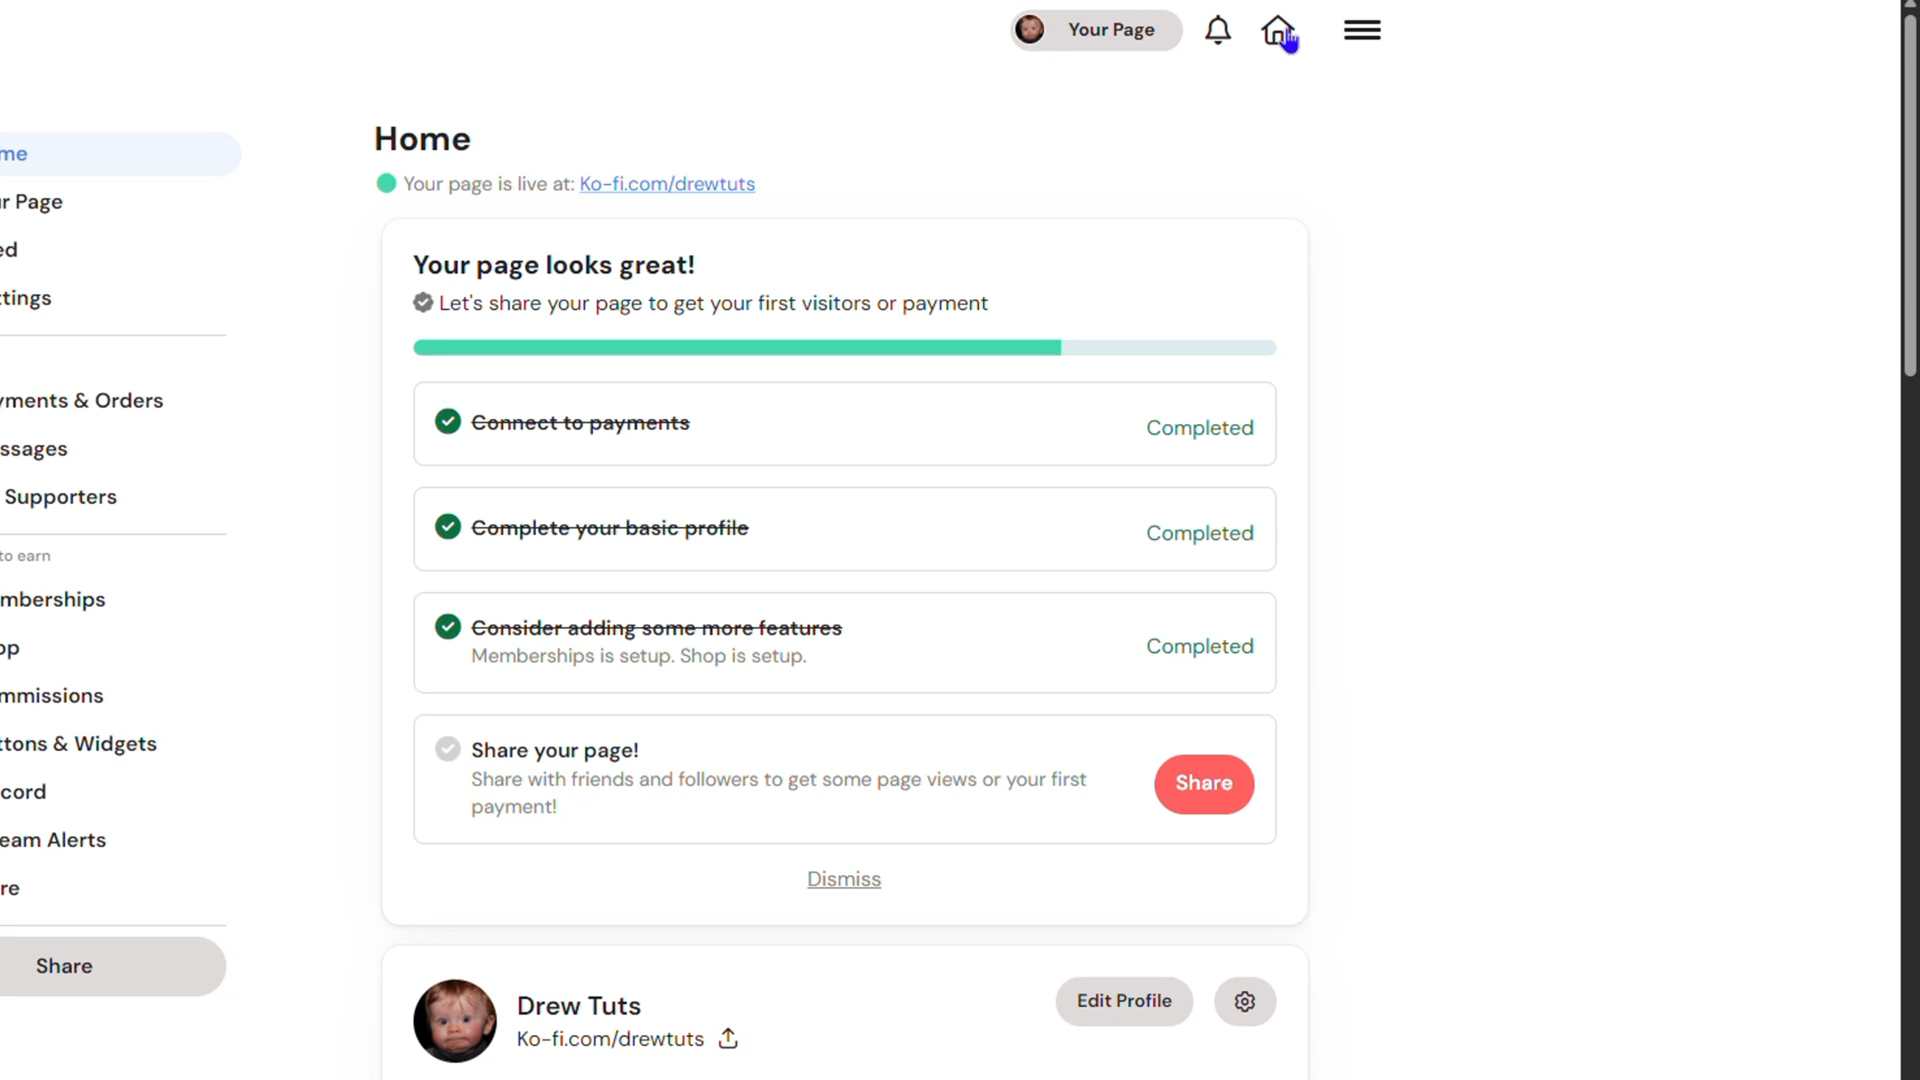 Your Page
Home
Your page is live at: Ko-fi.com/drewtuts
me
r Page
ed
ttings
Your page looks great!
Let's share your page to get your first visitors or payment
Connect to payments
Completed
Complete your basic profile
Completed
Consider adding some more features
Memberships is setup. Shop is setup.
Completed
Share your page!
Share with friends and followers to get some page views or your first
payment!
Share
Dismiss
yments & Orders
ssages
Supporters
to earn
mberships
op
mmissions
ttons & Widgets
cord
eam Alerts
re
Share
Drew Tuts
Ko-fi.com/drewtuts
Edit Profile